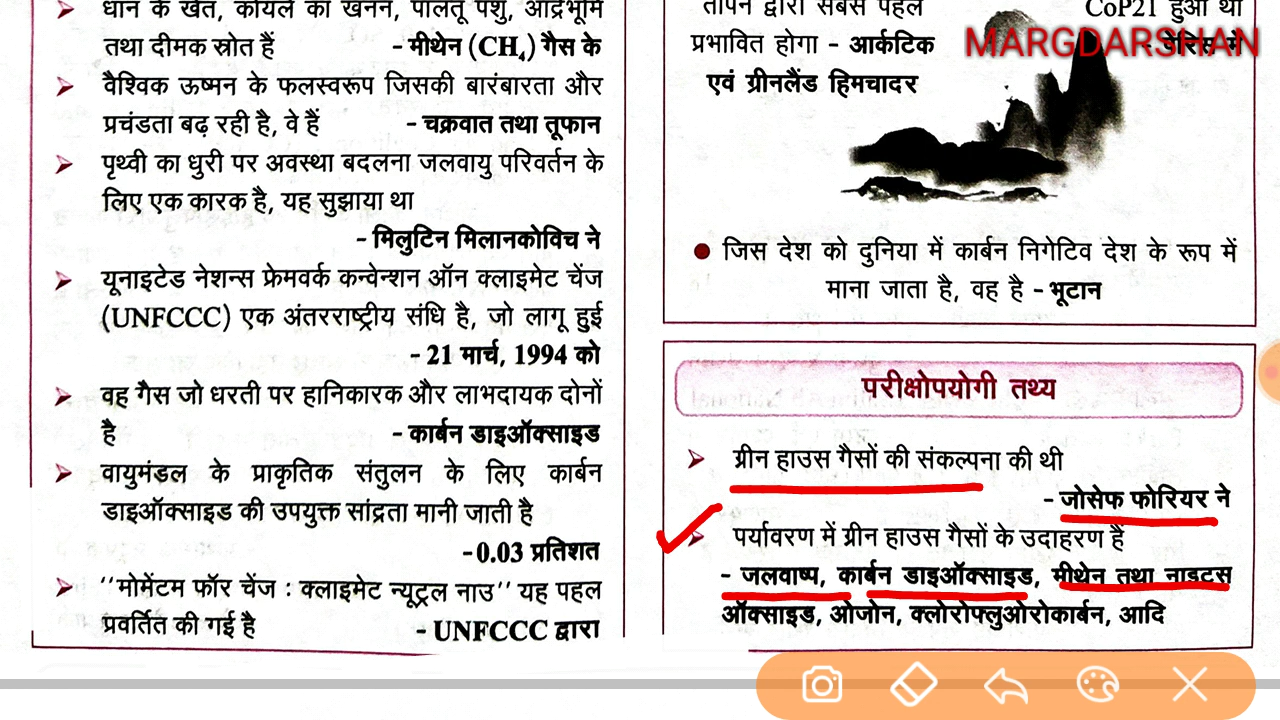 धान के खेत, कोयले का खनन, पालतू पशु, आर्द्रभूमि
तथा दीमक स्रोत हैं - मीथेन (CH₄) गैस के
➤ वैश्विक ऊष्मन के फलस्वरूप जिसकी बारंबारता और
प्रचंडता बढ़ रही है, वे हैं - चक्रवात तथा तूफान
➤ पृथ्वी का धुरी पर अवस्था बदलना जलवायु परिवर्तन के
लिए एक कारक है, यह सुझाया था
- मिलुटिन मिलानकोविच ने
➤ यूनाइटेड नेशन्स फ्रेमवर्क कन्वेन्शन ऑन क्लाइमेट चेंज
(UNFCCC) एक अंतरराष्ट्रीय संधि है, जो लागू हुई
- 21 मार्च, 1994 को
➤ वह गैस जो धरती पर हानिकारक और लाभदायक दोनों
है - कार्बन डाइऑक्साइड
➤ वायुमंडल के प्राकृतिक संतुलन के लिए कार्बन
डाइऑक्साइड की उपयुक्त सांद्रता मानी जाती है
-0.03 प्रतिशत
➤ "मोमेंटम फॉर चेंज : क्लाइमेट न्यूट्रल नाउ" यह पहल
प्रवर्तित की गई है - UNFCCC द्वारा
तापन द्वारा सबसे पहले
प्रभावित होगा - आर्कटिक
एवं ग्रीनलैंड हिमचादर
CoP21 हुआ था
MARGDARSHAN
● जिस देश को दुनिया में कार्बन निगेटिव देश के रूप में
माना जाता है, वह है - भूटान
परीक्षोपयोगी तथ्य
➤ ग्रीन हाउस गैसों की संकल्पना की थी
- जोसेफ फोरियर ने
➤ पर्यावरण में ग्रीन हाउस गैसों के उदाहरण हैं
- जलवाष्प, कार्बन डाइऑक्साइड, मीथेन तथा नाइट्रस
ऑक्साइड, ओजोन, क्लोरोफ्लुओरोकार्बन, आदि